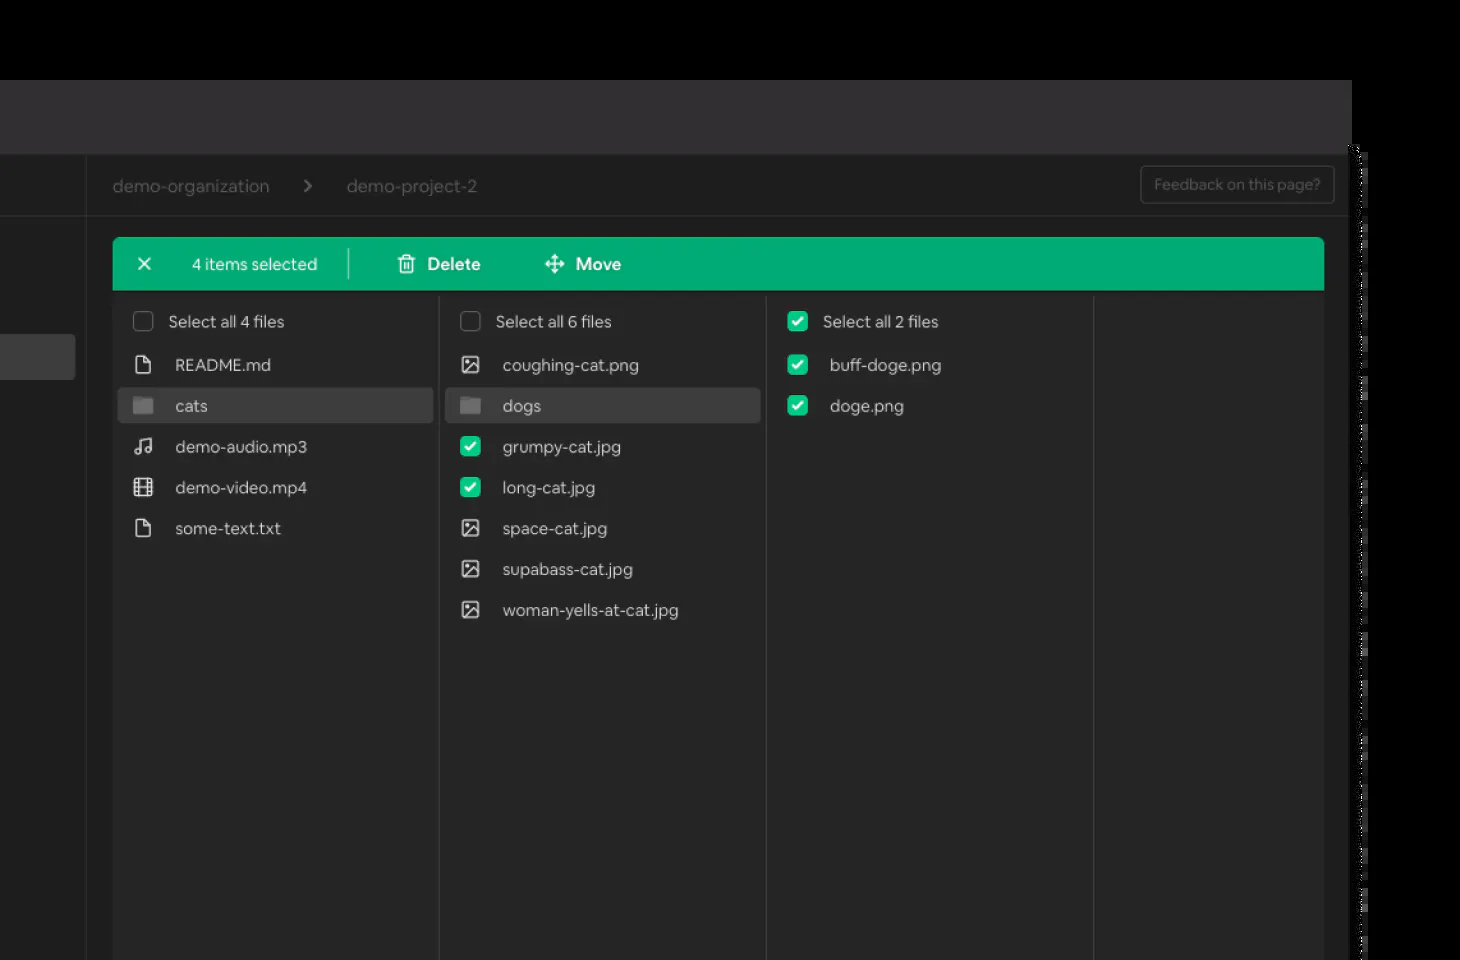 demo-organization > demo-project-2
Feedback on this page?
4 items selected
Delete
Move
Select all 4 files
README.md
cats
demo-audio.mp3
demo-video.mp4
some-text.txt
Select all 6 files
coughing-cat.png
dogs
grumpy-cat.jpg
long-cat.jpg
space-cat.jpg
supabass-cat.jpg
woman-yells-at-cat.jpg
Select all 2 files
buff-doge.png
doge.png